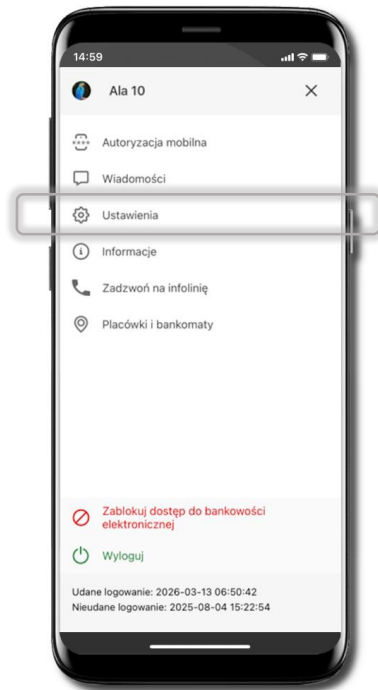 14:59
Ala 10
Autoryzacja mobilna
Wiadomości
Ustawienia
Informacje
Zadzwoń na infolinię
Placówki i bankomaty
Zablokuj dostęp do bankowości
elektronicznej
Wyloguj
Udane logowanie: 2026-03-13 06:50:42
Nieudane logowanie: 2025-08-04 15:22:54